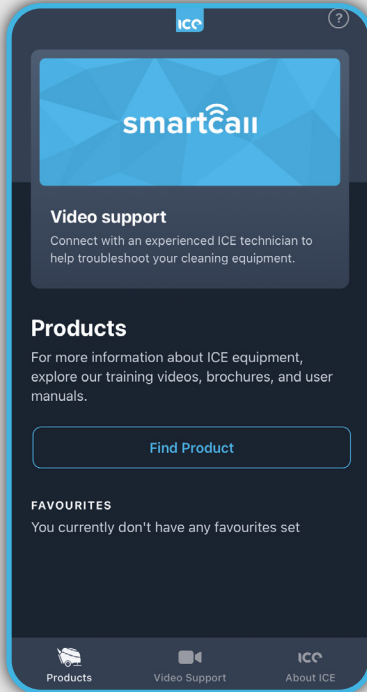 ICE
?
smartcall
Video support
Connect with an experienced ICE technician to
help troubleshoot your cleaning equipment.
Products
For more information about ICE equipment,
explore our training videos, brochures, and user
manuals.
Find Product
FAVOURITES
You currently don't have any favourites set
ICE
Products
Video Support
About ICE